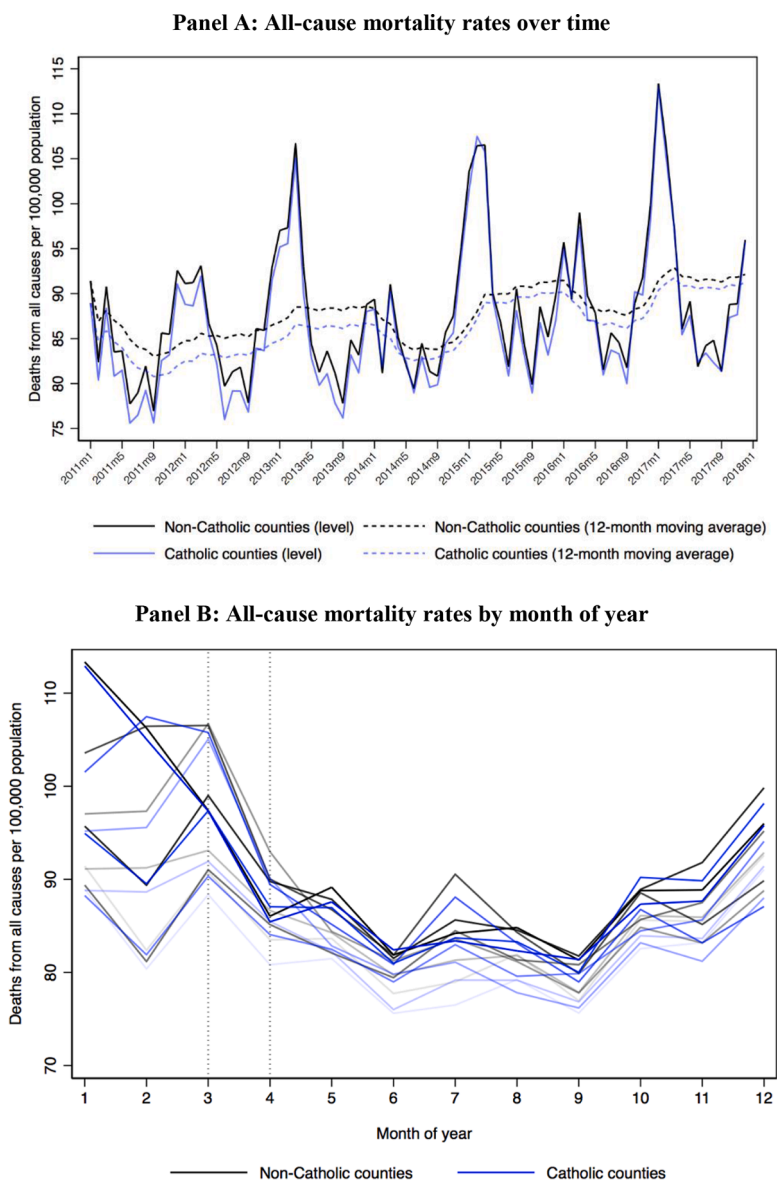 Panel A: All-cause mortality rates over time
Deaths from all causes per 100,000 population
115
110
105
100
95
90
85
80
75
2011m1
2011m5
2011m9
2012m1
2012m5
2012m9
2013m1
2013m5
2013m9
2014m1
2014m5
2014m9
2015m1
2015m5
2015m9
2016m1
2016m5
2016m9
2017m1
2017m5
2017m9
2018m1
Non-Catholic counties (level)
Non-Catholic counties (12-month moving average)
Catholic counties (level)
Catholic counties (12-month moving average)
Panel B: All-cause mortality rates by month of year
Deaths from all causes per 100,000 population
110
100
90
80
70
1 2 3 4 5 6 7 8 9 10 11 12
Month of year
Non-Catholic counties
Catholic counties